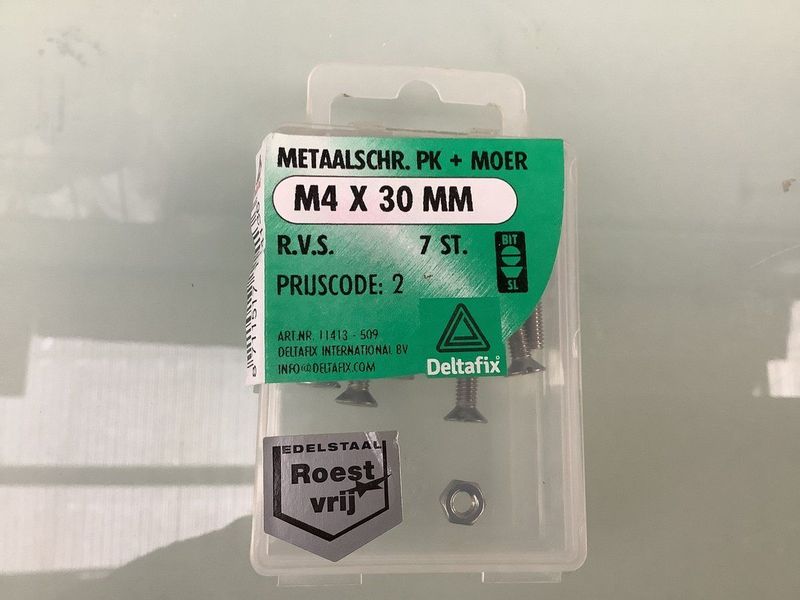 METAALSCHR. PK + MOER
M4 X 30 MM
R.V.S. 7 ST.
BIT
SL
PRIJSCODE: 2
ART.NR. 11413 - 509
DELTAFIX INTERNATIONAL BV
INFO@DELTAFIX.COM
Deltafix
EDELSTAAL
Roest
vrij